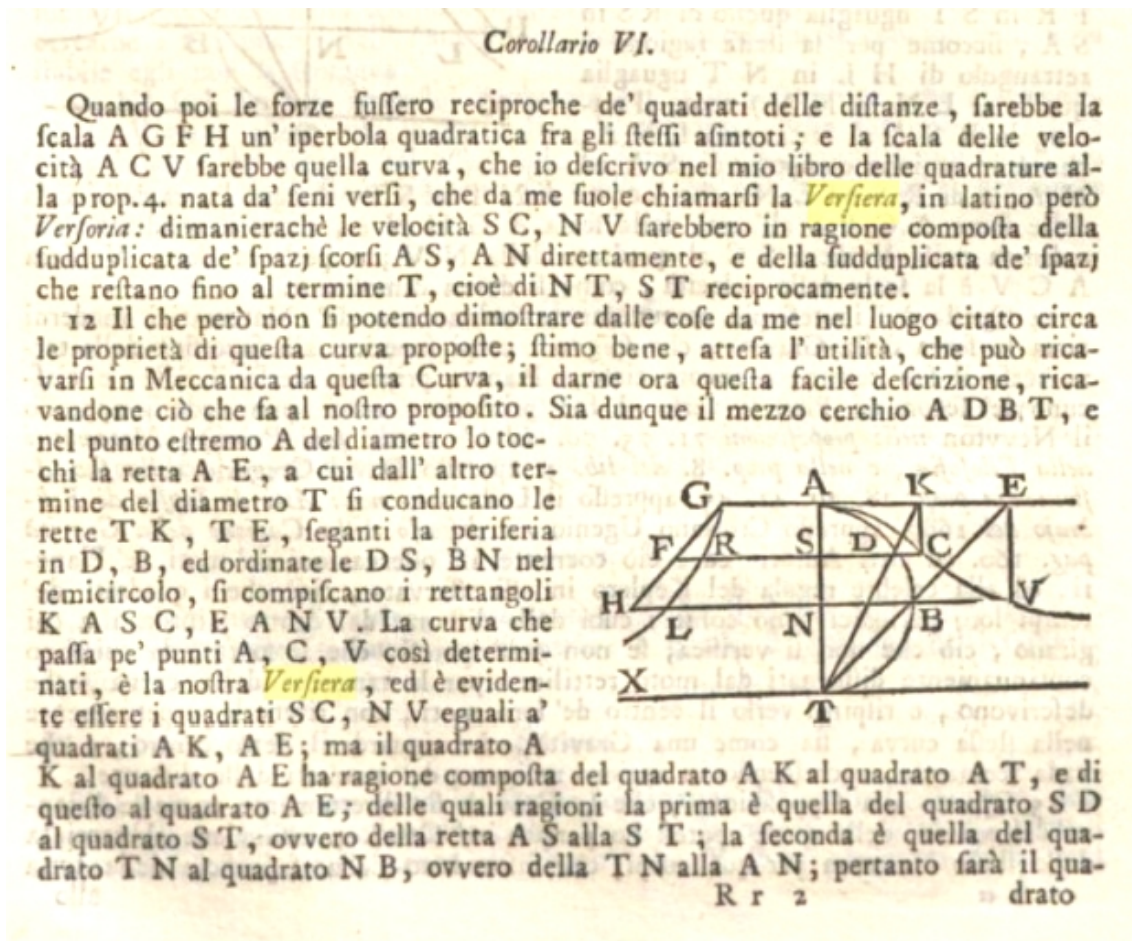 Corollario VI.
Quando poi le forze fuſſero reciproche de' quadrati delle diſtanze, ſarebbe la
ſcala A G F H un' iperbola quadratica fra gli ſteſſi aſintoti; e la ſcala delle velo-
cità A C V ſarebbe quella curva, che io deſcrivo nel mio libro delle quadrature al-
la prop. 4. nata da' ſeni verſi, che da me ſuole chiamarſi la Verſiera, in latino però
Verſoria: dimanierachè le velocità S C, N V ſarebbero in ragione compoſta della
ſudduplicata de' ſpazj ſcorſi A S, A N direttamente, e della ſudduplicata de' ſpazj
che reſtano fino al termine T, cioè di N T, S T reciprocamente.
12 Il che però non ſi potendo dimoſtrare dalle coſe da me nel luogo citato circa
le proprietà di queſta curva propoſte; ſtimo bene, atteſa l' utilità, che può rica-
varſi in Meccanica da queſta Curva, il darne ora queſta facile deſcrizione, rica-
vandone ciò che fa al noſtro propoſito. Sia dunque il mezzo cerchio A D B T, e
nel punto eſtremo A del diametro lo toc-
chi la retta A E, a cui dall' altro ter-
mine del diametro T ſi conducano le
rette T K, T E, ſeganti la periferia
in D, B, ed ordinate le D S, B N nel
ſemicircolo, ſi compiſcano i rettangoli
K A S C, E A N V. La curva che
paſſa pe' punti A, C, V così determi-
nati, è la noſtra Verſiera, ed è eviden-
te eſſere i quadrati S C, N V eguali a'
quadrati A K, A E; ma il quadrato A
K al quadrato A E ha ragione compoſta del quadrato A K al quadrato A T, e di
queſto al quadrato A E; delle quali ragioni la prima è quella del quadrato S D
al quadrato S T, ovvero della retta A S alla S T; la ſeconda è quella del qua-
drato T N al quadrato N B, ovvero della T N alla A N; pertanto ſarà il qua-
R r 2 drato
G A K E
F R S D C
H L N B V
X T